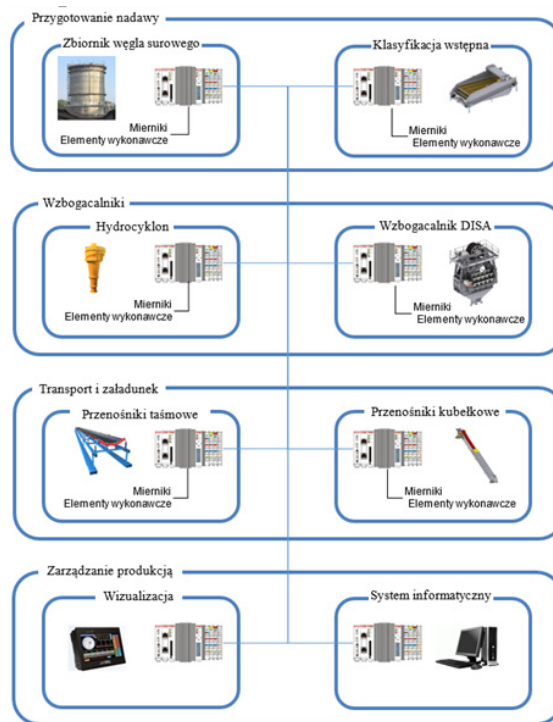 Przygotowanie nadawy
Zbiornik węgla surowego
Mierniki
Elementy wykonawcze
Klasyfikacja wstępna
Mierniki
Elementy wykonawcze
Wzbogacalniki
Hydrocyklon
Mierniki
Elementy wykonawcze
Wzbogacalnik DISA
Mierniki
Elementy wykonawcze
Transport i załadunek
Przenośniki taśmowe
Mierniki
Elementy wykonawcze
Przenośniki kubełkowe
Mierniki
Elementy wykonawcze
Zarządzanie produkcją
Wizualizacja
System informatyczny